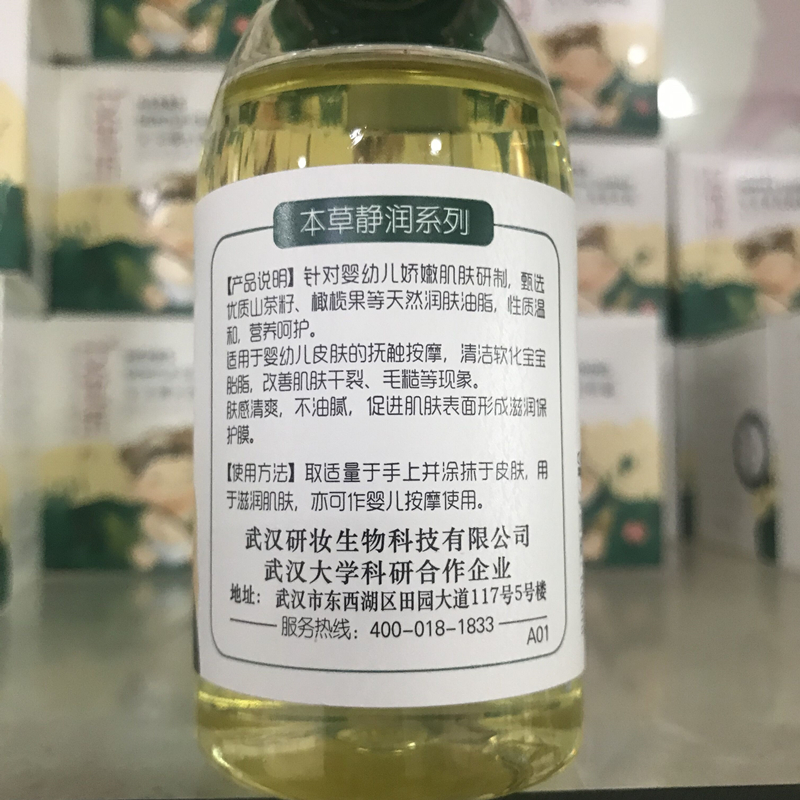 本草静润系列
【产品说明】针对婴幼儿娇嫩肌肤研制，甄选
优质山茶籽、橄榄果等天然润肤油脂，性质温
和，营养呵护。
适用于婴幼儿皮肤的抚触按摩，清洁软化宝宝
胎脂，改善肌肤干裂、毛糙等现象。
肤感清爽，不油腻，促进肌肤表面形成滋润保
护膜。
【使用方法】取适量于手上并涂抹于皮肤，用
于滋润肌肤，亦可作婴儿按摩使用。
武汉研妆生物科技有限公司
武汉大学科研合作企业
地址：武汉市东西湖区田园大道117号5号楼
服务热线：400-018-1833
A01